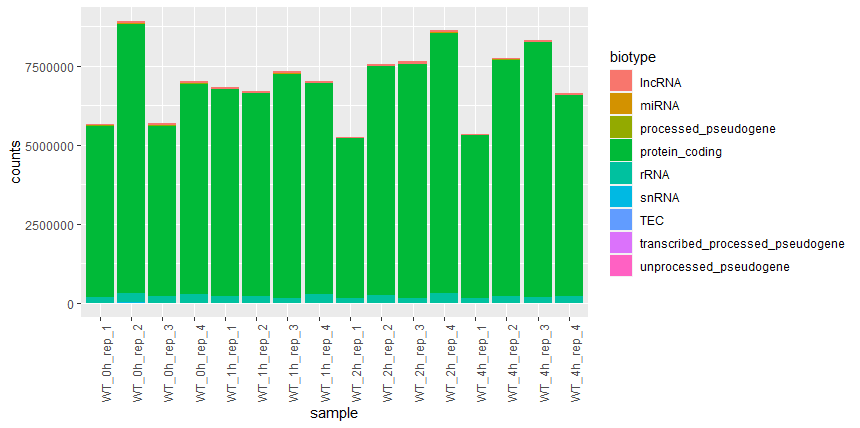 counts
7500000
5000000
2500000
0
WT_0h_rep_1
WT_0h_rep_2
WT_0h_rep_3
WT_0h_rep_4
WT_1h_rep_1
WT_1h_rep_2
WT_1h_rep_3
WT_1h_rep_4
WT_2h_rep_1
WT_2h_rep_2
WT_2h_rep_3
WT_2h_rep_4
WT_4h_rep_1
WT_4h_rep_2
WT_4h_rep_3
WT_4h_rep_4
sample
biotype
lncRNA
miRNA
processed_pseudogene
protein_coding
rRNA
snRNA
TEC
transcribed_processed_pseudogene
unprocessed_pseudogene